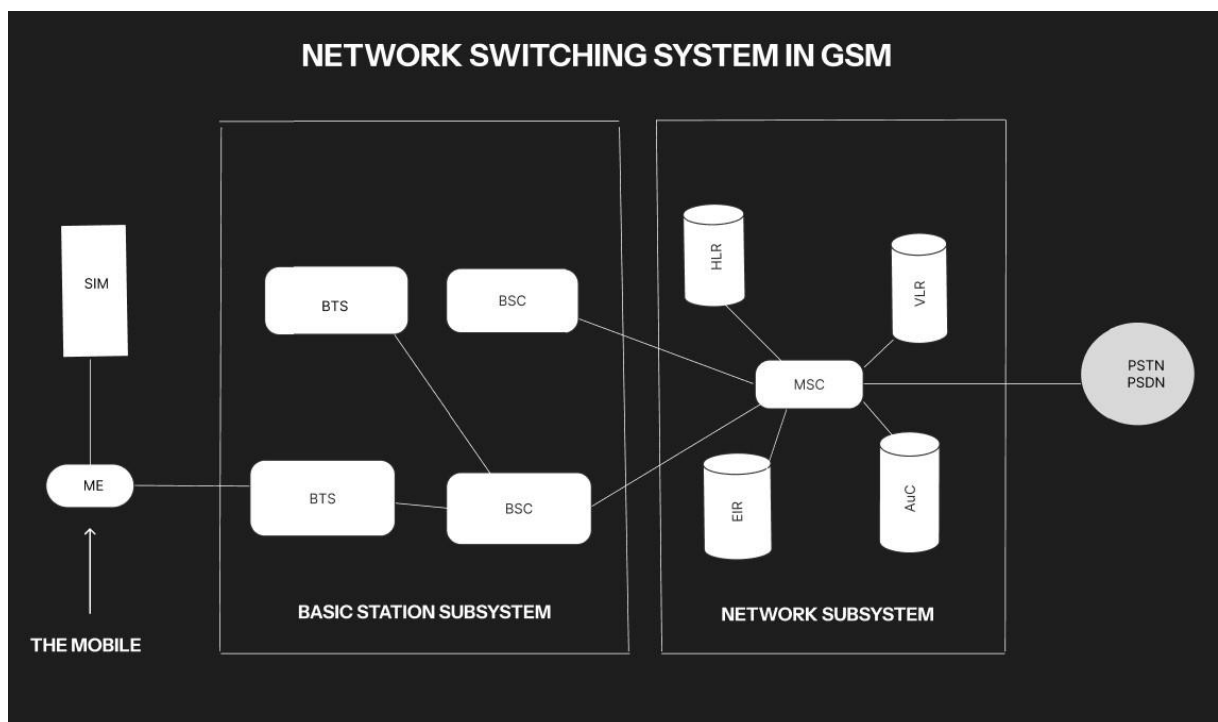 NETWORK SWITCHING SYSTEM IN GSM
SIM
ME
THE MOBILE
BTS
BSC
BTS
BSC
BASIC STATION SUBSYSTEM
HLR
VLR
MSC
EIR
AuC
NETWORK SUBSYSTEM
PSTN
PSDN